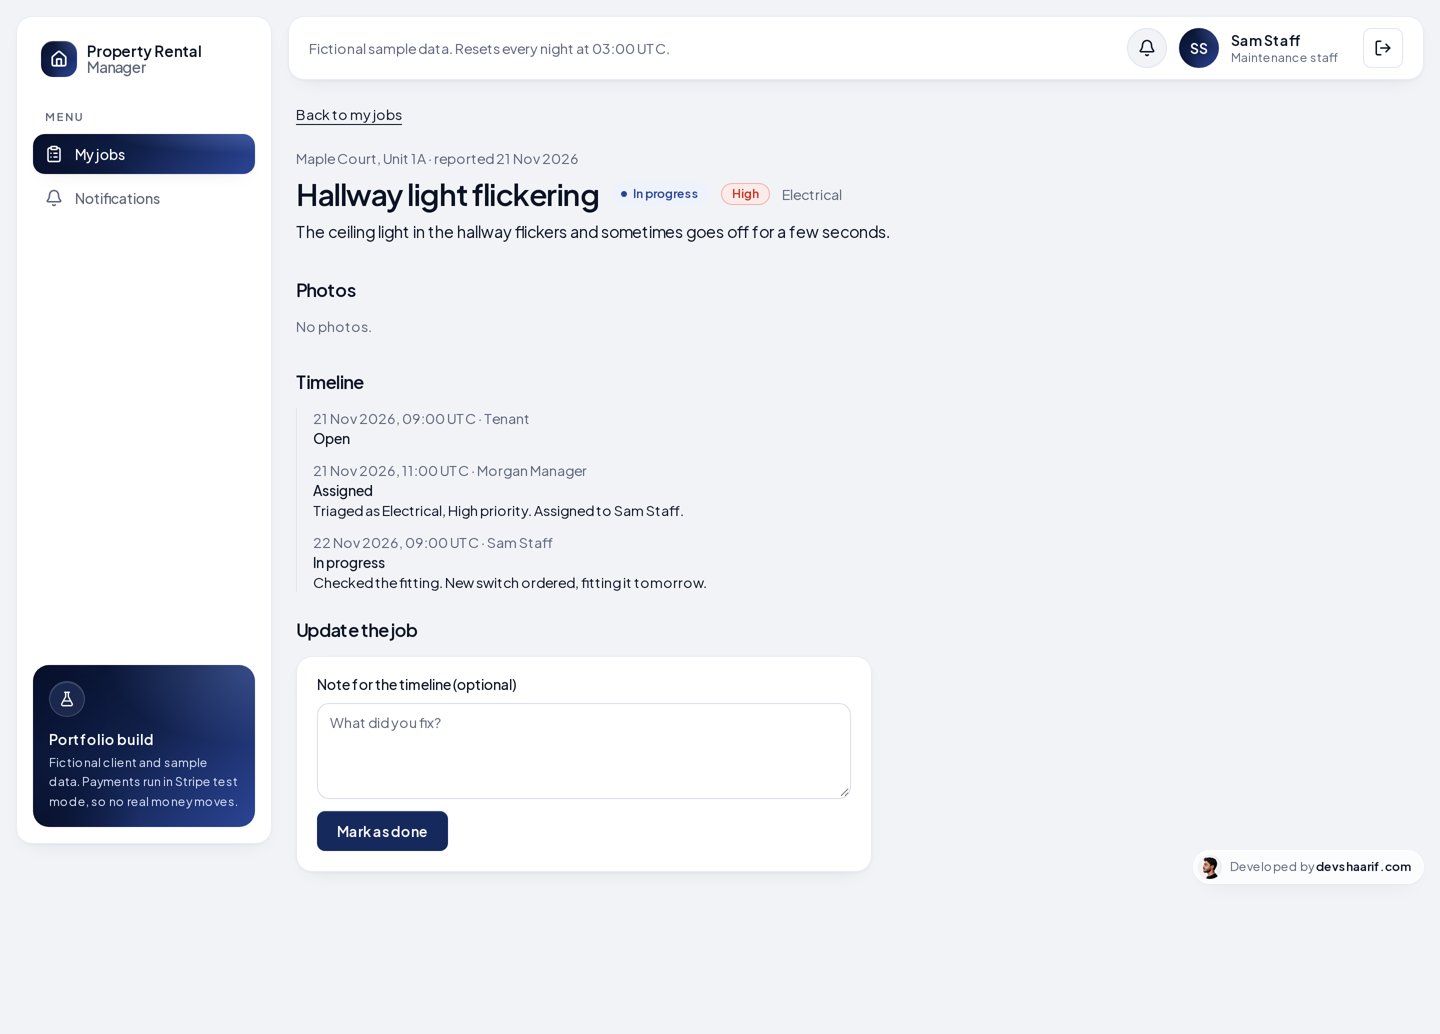 Property Rental
Manager
MENU
My jobs
Notifications
Portfolio build
Fictional client and sample
data. Payments run in Stripe test
mode, so no real money moves.
Fictional sample data. Resets every night at 03:00 UTC.
SS
Sam Staff
Maintenance staff
Back to my jobs
Maple Court, Unit 1A · reported 21 Nov 2026
Hallway light flickering
In progress
High
Electrical
The ceiling light in the hallway flickers and sometimes goes off for a few seconds.
Photos
No photos.
Timeline
21 Nov 2026, 09:00 UTC · Tenant
Open
21 Nov 2026, 11:00 UTC · Morgan Manager
Assigned
Triaged as Electrical, High priority. Assigned to Sam Staff.
22 Nov 2026, 09:00 UTC · Sam Staff
In progress
Checked the fitting. New switch ordered, fitting it tomorrow.
Update the job
Note for the timeline (optional)
What did you fix?
Mark as done
Developed by devshaarif.com